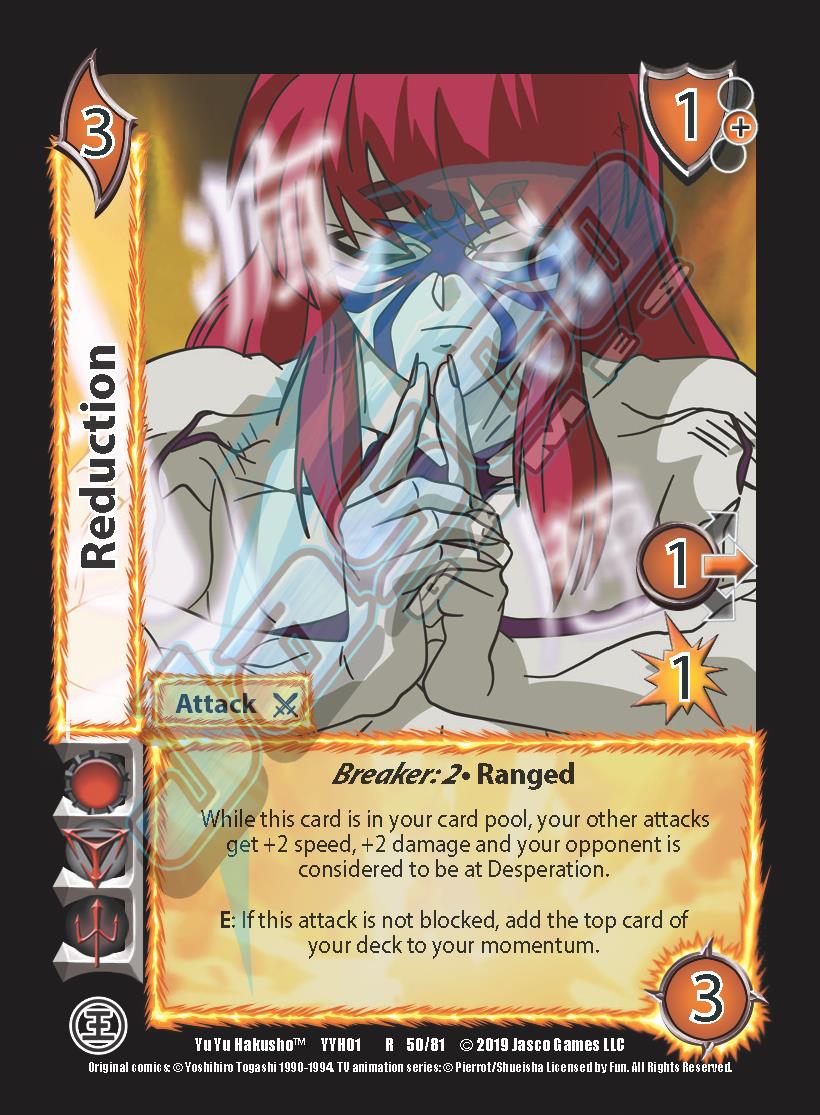 3
1
+
Reduction
1
1
Attack
Breaker: 2 • Ranged
While this card is in your card pool, your other attacks
get +2 speed, +2 damage and your opponent is
considered to be at Desperation.
E: If this attack is not blocked, add the top card of
your deck to your momentum.
3
王
Yu Yu Hakusho™ YYH01 R 50/81 © 2019 Jasco Games LLC
Original comics: © Yoshihiro Togashi 1990-1994. TV animation series: © Pierrot/Shueisha Licensed by Fun. All Rights Reserved.